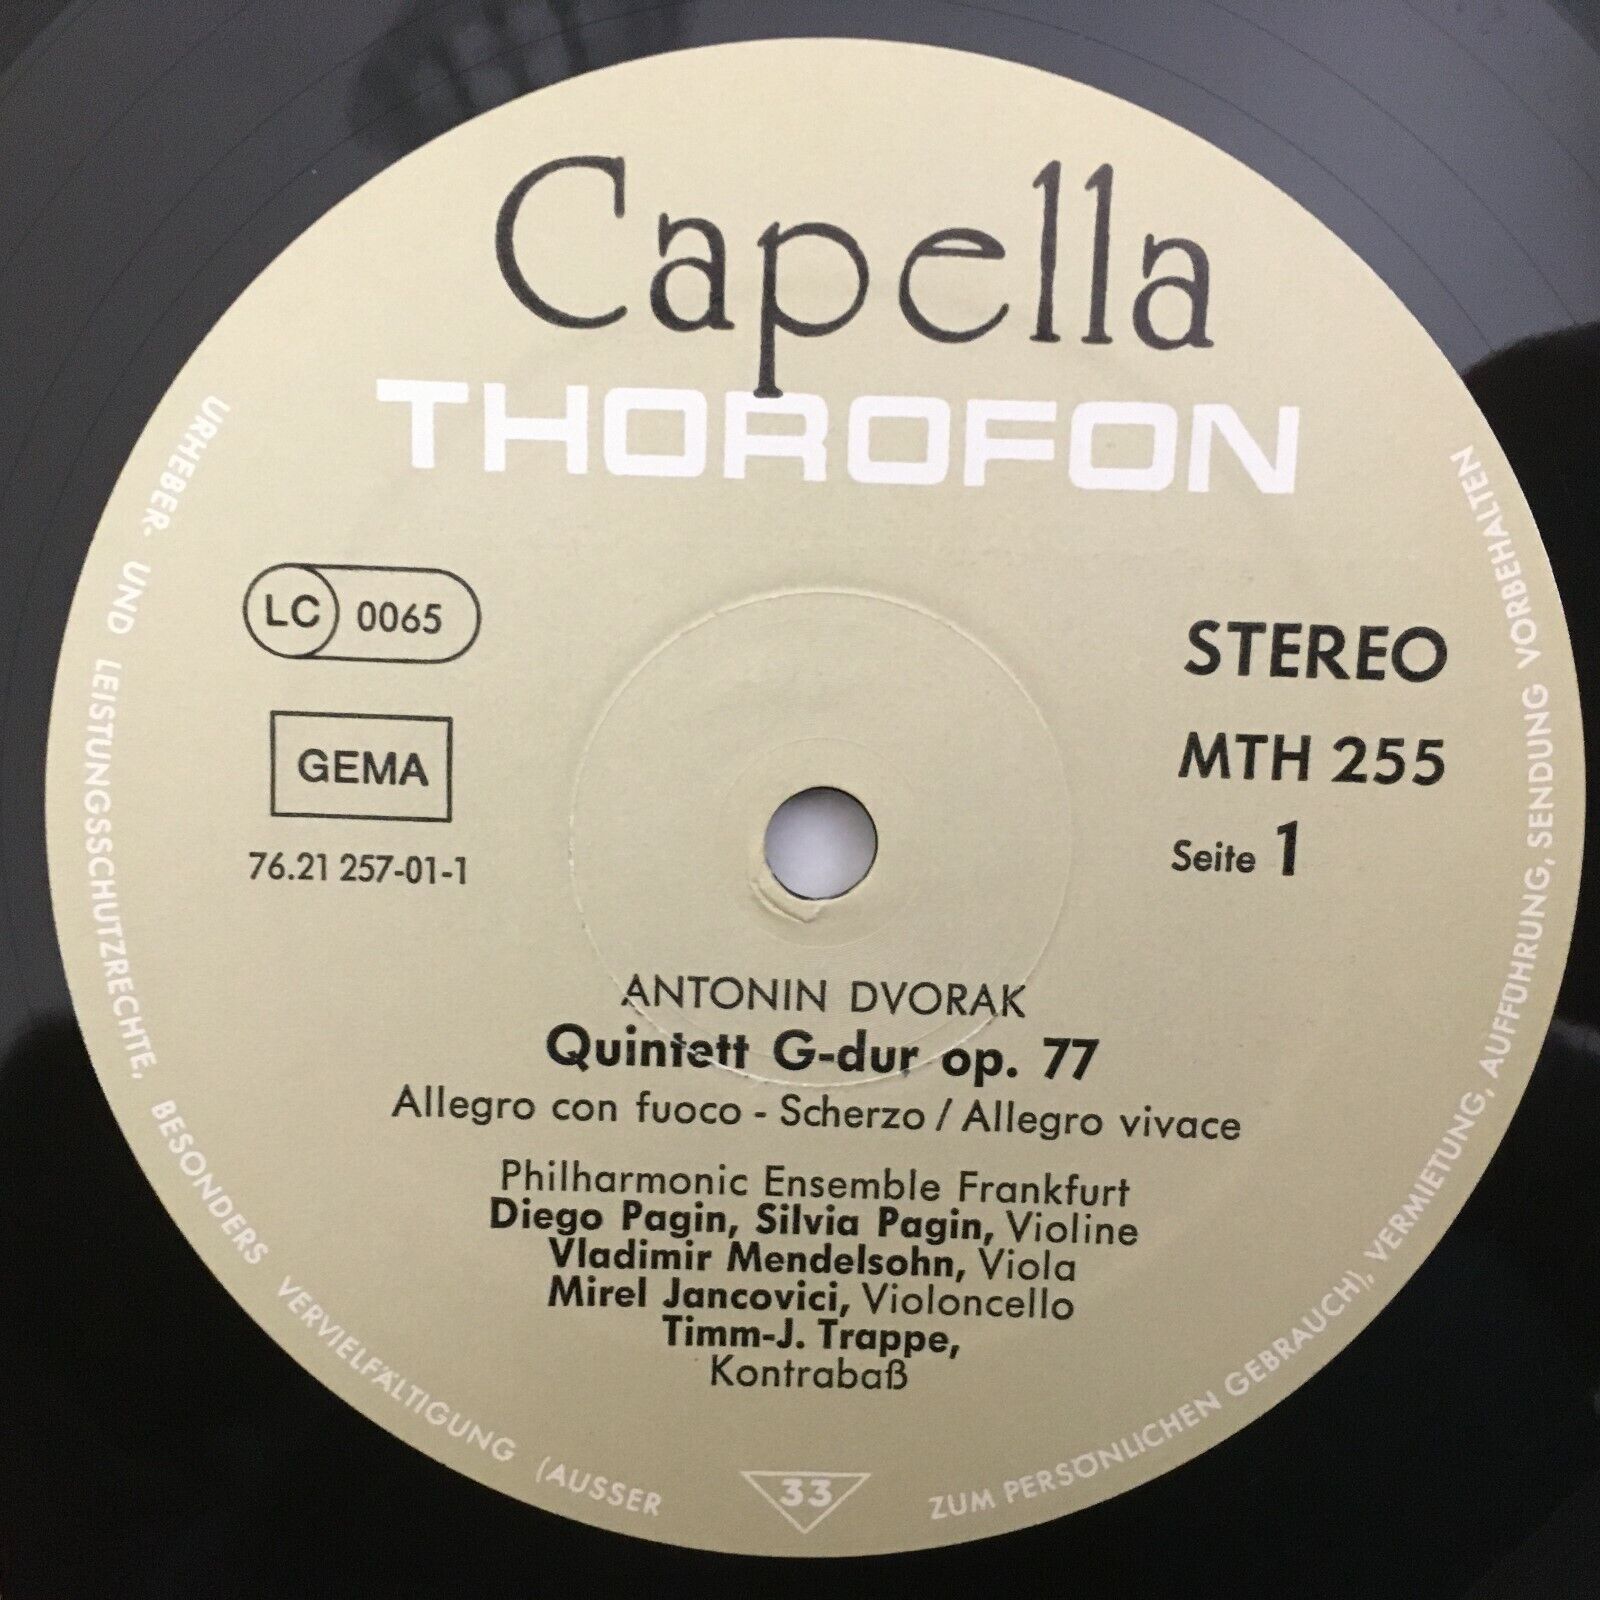 Capella
THOROFON
LC 0065
GEMA
76.21 257-01-1
STEREO
MTH 255
Seite 1
ANTONIN DVORAK
Quintett G-dur op. 77
Allegro con fuoco - Scherzo / Allegro vivace
Philharmonic Ensemble Frankfurt
Diego Pagin, Silvia Pagin, Violine
Vladimir Mendelsohn, Viola
Mirel Jancovici, Violoncello
Timm-J. Trappe,
Kontrabaß
33
URHEBER- UND LEISTUNGSSCHUTZRECHTE, BESONDERS VERVIELFÄLTIGUNG (AUSSER ZUM PERSÖNLICHEN GEBRAUCH), VERMIETUNG, AUFFÜHRUNG, SENDUNG VORBEHALTEN